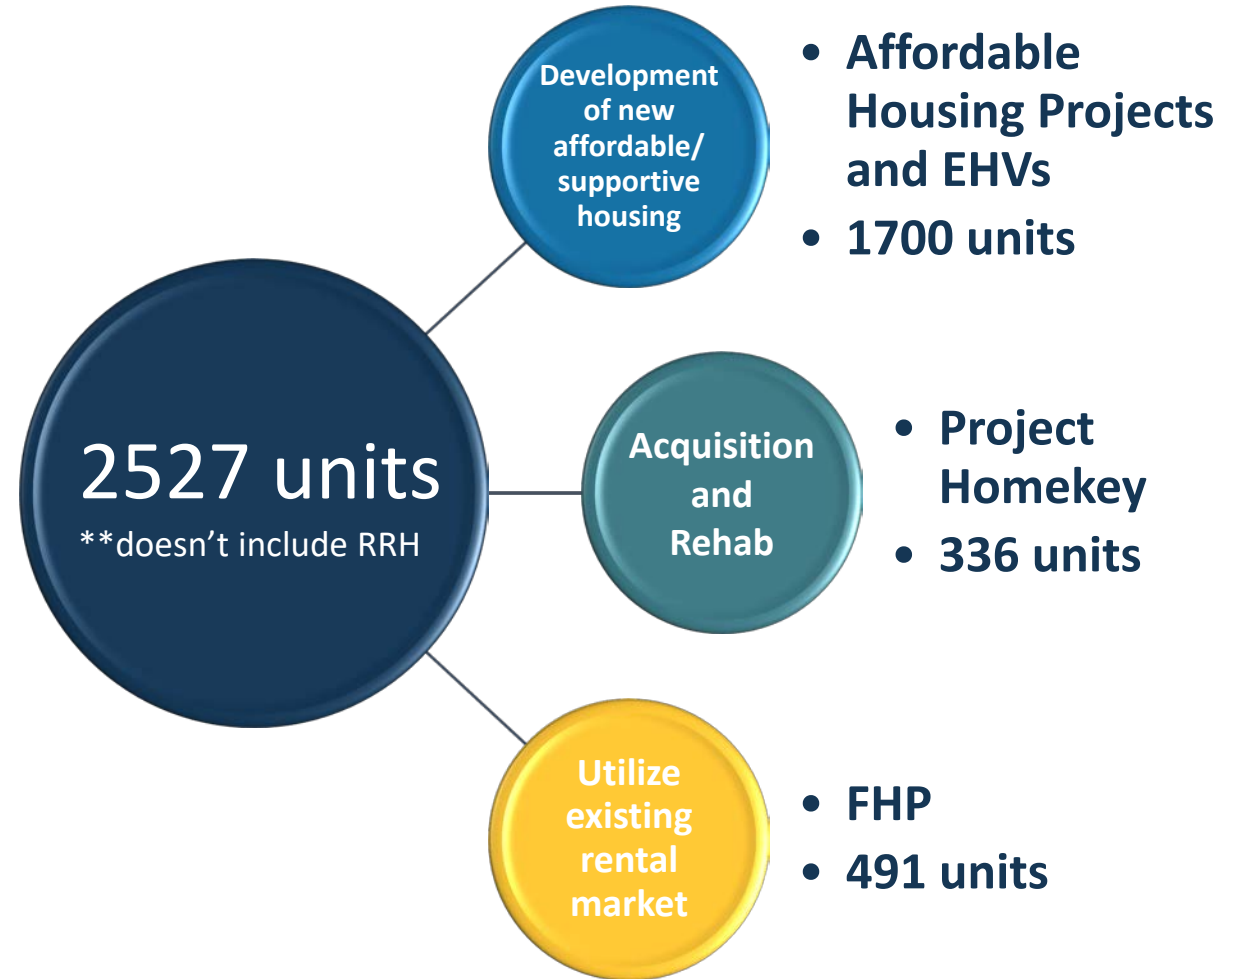 Development
of new
affordable/
supportive
housing
• Affordable
Housing Projects
and EHVs
• 1700 units
2527 units
**doesn’t include RRH
Acquisition
and
Rehab
• Project
Homekey
• 336 units
Utilize
existing
rental
market
• FHP
• 491 units